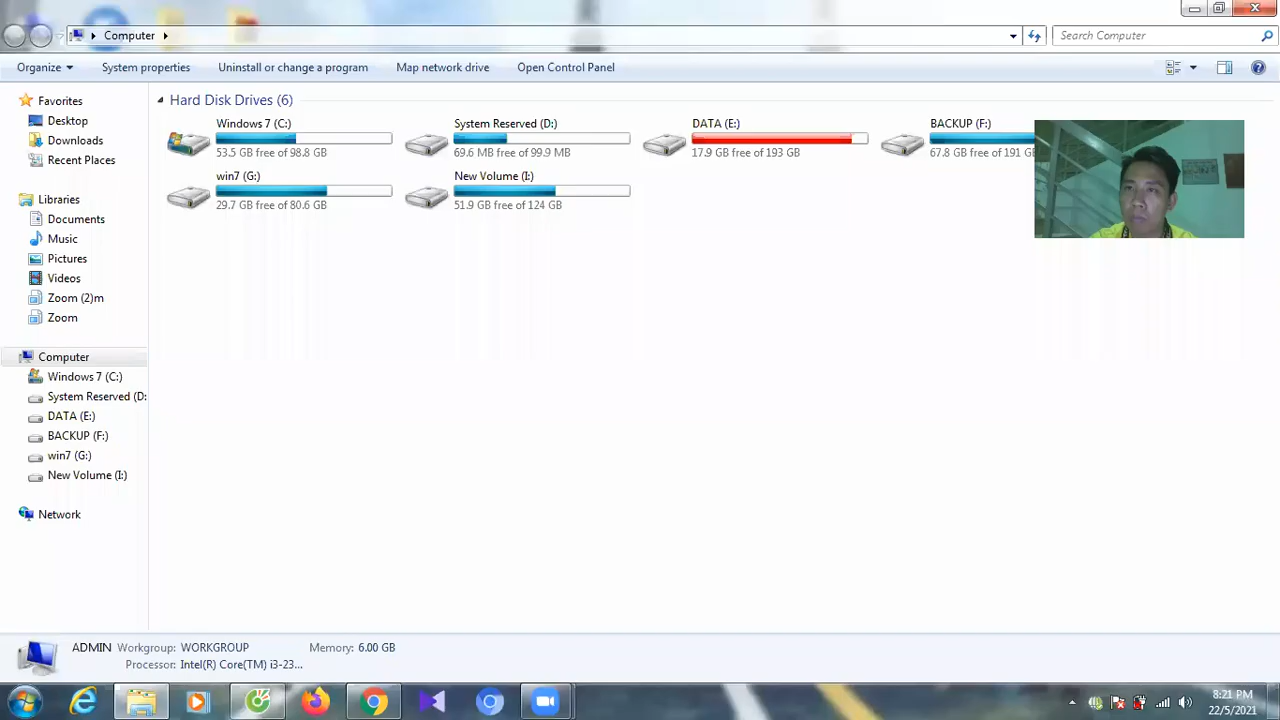 Computer
Search Computer
Organize
System properties
Uninstall or change a program
Map network drive
Open Control Panel
Favorites
Desktop
Downloads
Recent Places
Libraries
Documents
Music
Pictures
Videos
Zoom (2)m
Zoom
Computer
Windows 7 (C:)
System Reserved (D:
DATA (E:)
BACKUP (F:)
win7 (G:)
New Volume (I:)
Network
Hard Disk Drives (6)
Windows 7 (C:)
53.5 GB free of 98.8 GB
System Reserved (D:)
69.6 MB free of 99.9 MB
DATA (E:)
17.9 GB free of 193 GB
BACKUP (F:)
67.8 GB free of 191 G
win7 (G:)
29.7 GB free of 80.6 GB
New Volume (I:)
51.9 GB free of 124 GB
ADMIN Workgroup: WORKGROUP Memory: 6.00 GB
Processor: Intel(R) Core(TM) i3-23...
8:21 PM
22/5/2021